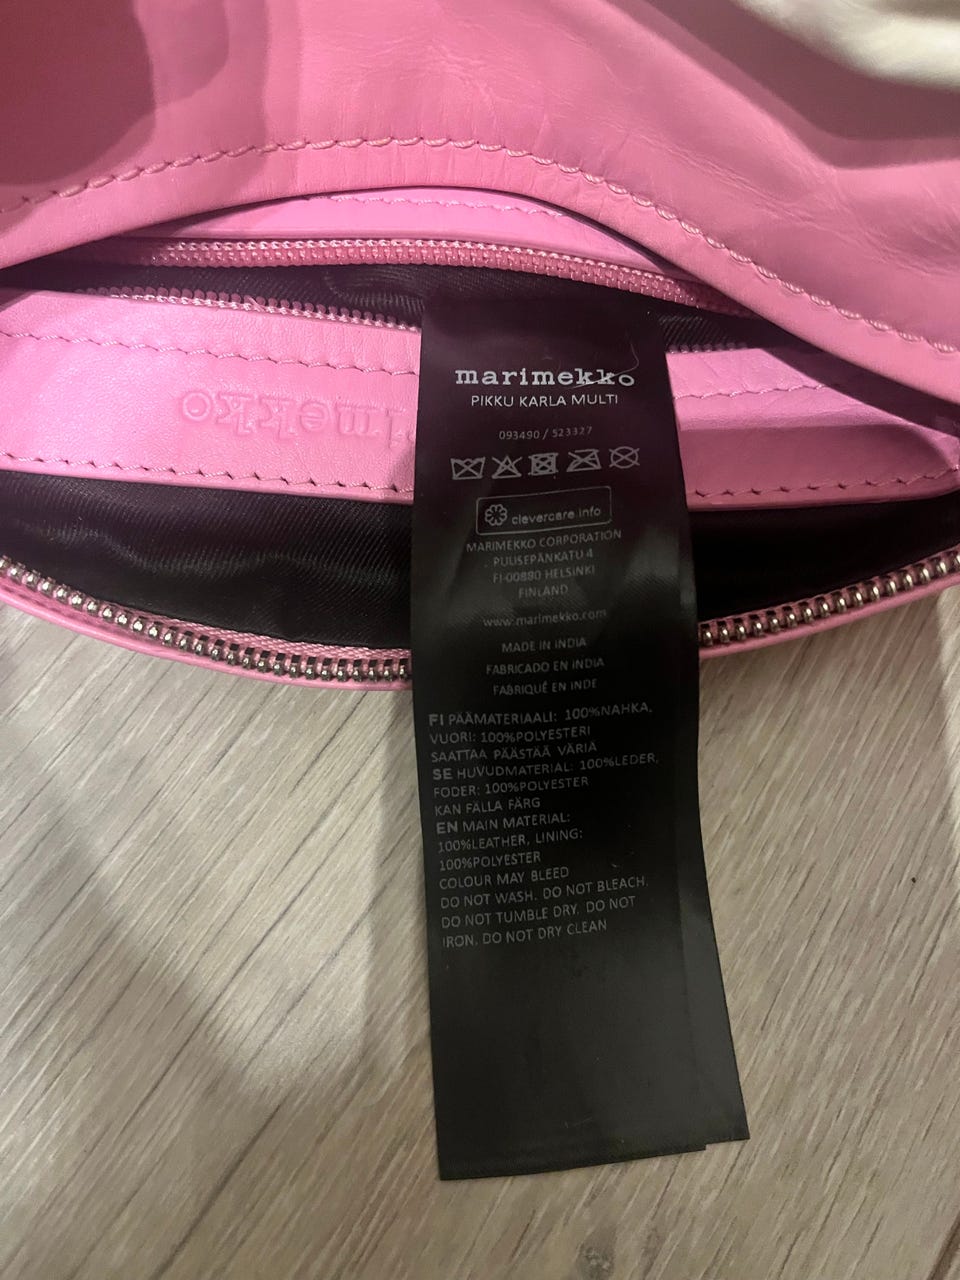 marimekko
PIKKU KARLA MULTI
093490 / 523327
clevercare.info
MARIMEKKO CORPORATION
PUUSEPÄNKATU 4
FI-00880 HELSINKI
FINLAND
www.marimekko.com
MADE IN INDIA
FABRICADO EN INDIA
FABRIQUÉ EN INDE
FI PÄÄMATERIAALI: 100%NAHKA,
VUORI: 100%POLYESTERI
SAATTAA PÄÄSTÄÄ VÄRIÄ
SE HUVUDMATERIAL: 100%LEDER,
FODER: 100%POLYESTER
KAN FÄLLA FÄRG
EN MAIN MATERIAL:
100%LEATHER, LINING:
100%POLYESTER
COLOUR MAY BLEED
DO NOT WASH. DO NOT BLEACH.
DO NOT TUMBLE DRY. DO NOT
IRON. DO NOT DRY CLEAN
imekko